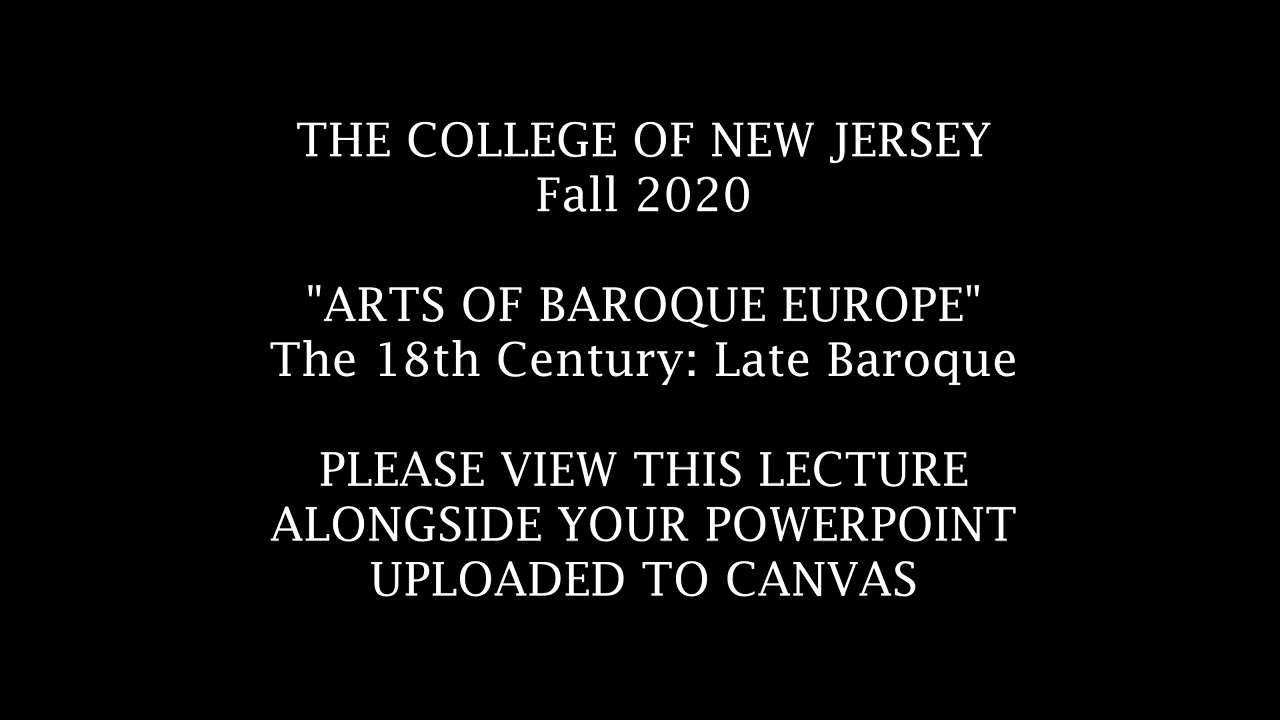 THE COLLEGE OF NEW JERSEY
Fall 2020
"ARTS OF BAROQUE EUROPE"
The 18th Century: Late Baroque
PLEASE VIEW THIS LECTURE
ALONGSIDE YOUR POWERPOINT
UPLOADED TO CANVAS